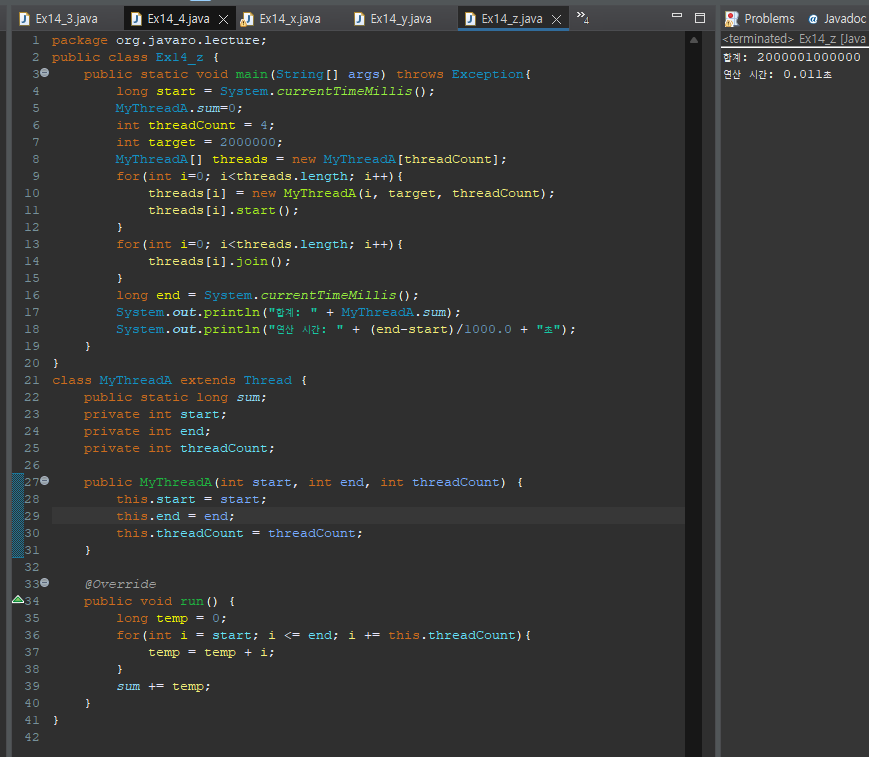 Ex14_3.java Ex14_4.java Ex14_x.java Ex14_y.java Ex14_z.java »4
1 package org.javaro.lecture;
2 public class Ex14_z {
3 public static void main(String[] args) throws Exception{
4 long start = System.currentTimeMillis();
5 MyThreadA.sum=0;
6 int threadCount = 4;
7 int target = 2000000;
8 MyThreadA[] threads = new MyThreadA[threadCount];
9 for(int i=0; i<threads.length; i++){
10 threads[i] = new MyThreadA(i, target, threadCount);
11 threads[i].start();
12 }
13 for(int i=0; i<threads.length; i++){
14 threads[i].join();
15 }
16 long end = System.currentTimeMillis();
17 System.out.println("합계: " + MyThreadA.sum);
18 System.out.println("연산 시간: " + (end-start)/1000.0 + "초");
19 }
20 }
21 class MyThreadA extends Thread {
22 public static long sum;
23 private int start;
24 private int end;
25 private int threadCount;
26
27 public MyThreadA(int start, int end, int threadCount) {
28 this.start = start;
29 this.end = end;
30 this.threadCount = threadCount;
31 }
32
33 @Override
34 public void run() {
35 long temp = 0;
36 for(int i = start; i <= end; i += this.threadCount){
37 temp = temp + i;
38 }
39 sum += temp;
40 }
41 }
42
Problems @ Javadoc
<terminated> Ex14_z [Java
합계: 2000001000000
연산 시간: 0.011초